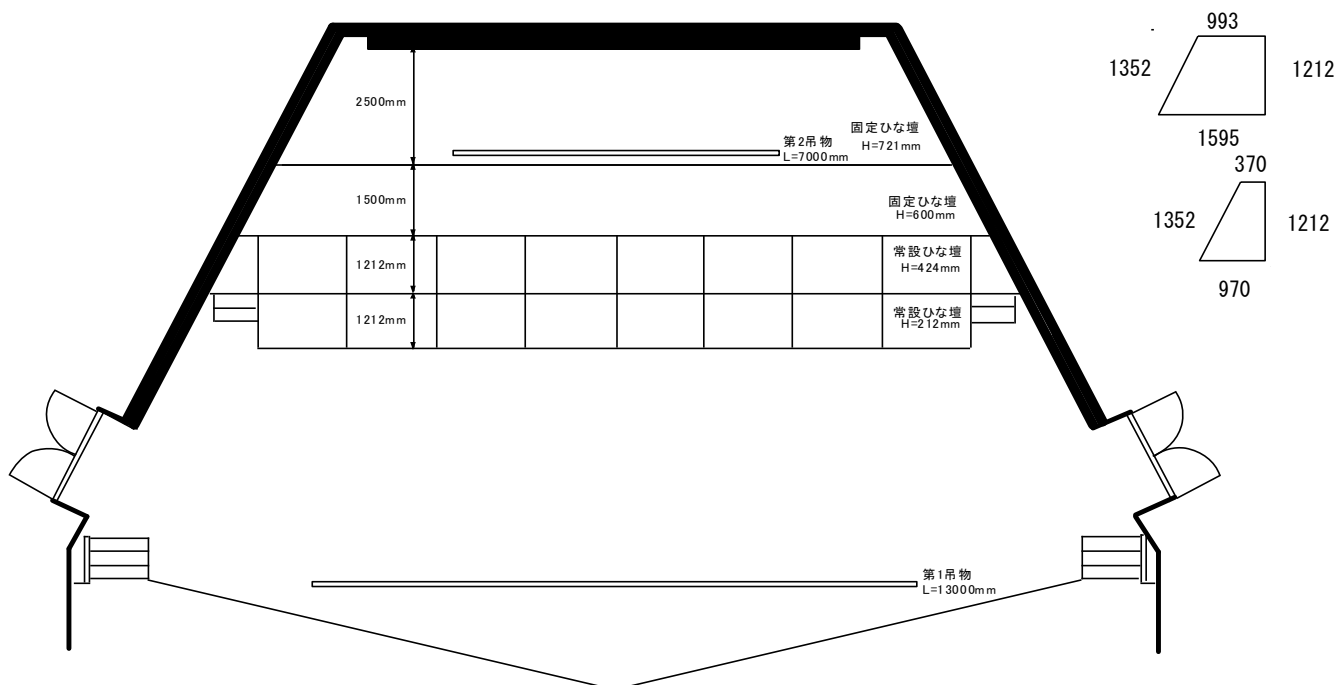 993
1352
1212
1595
2500mm
固定ひな壇
H=721mm
第2吊物
L=7000mm
370
1352
1212
970
1500mm
固定ひな壇
H=600mm
1212mm
常設ひな壇
H=424mm
1212mm
常設ひな壇
H=212mm
第1吊物
L=13000mm